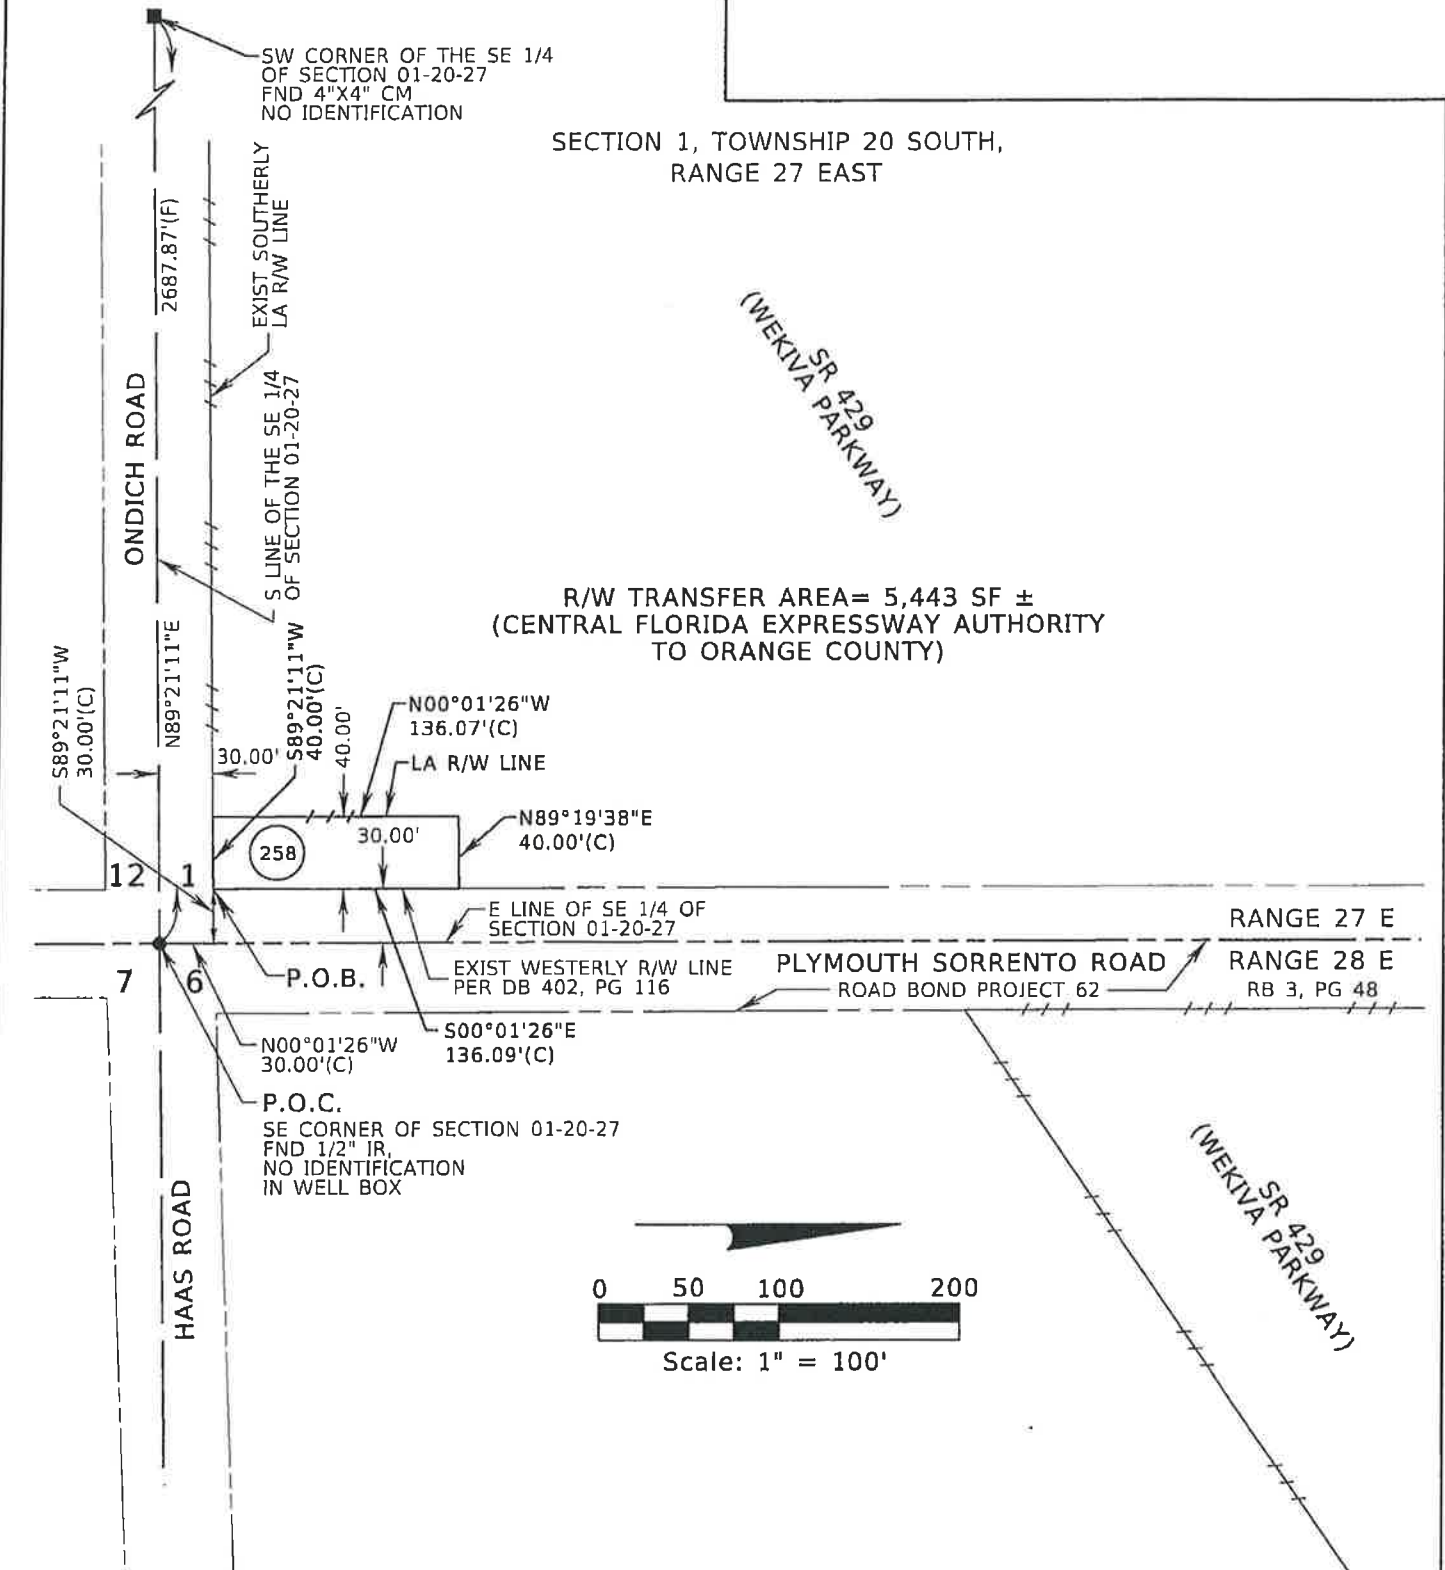 SW CORNER OF THE SE 1/4
OF SECTION 01-20-27
FND 4"X4" CM
NO IDENTIFICATION
SECTION 1, TOWNSHIP 20 SOUTH,
RANGE 27 EAST
2687.87'(F)
EXIST SOUTHERLY
LA R/W LINE
SR 429
(WEKIVA PARKWAY)
ONDICH ROAD
S LINE OF THE SE 1/4
OF SECTION 01-20-27
R/W TRANSFER AREA= 5,443 SF ±
(CENTRAL FLORIDA EXPRESSWAY AUTHORITY
TO ORANGE COUNTY)
S89°21'11"W
30.00'(C)
N89°21'11"E
S89°21'11"W
40.00'(C)
30.00'
40.00'
N00°01'26"W
136.07'(C)
LA R/W LINE
N89°19'38"E
40.00'(C)
258
30.00'
12
1
E LINE OF SE 1/4 OF
SECTION 01-20-27
RANGE 27 E
7
6
P.O.B.
EXIST WESTERLY R/W LINE
PER DB 402, PG 116
PLYMOUTH SORRENTO ROAD
ROAD BOND PROJECT 62
RANGE 28 E
RB 3, PG 48
S00°01'26"E
136.09'(C)
N00°01'26"W
30.00'(C)
P.O.C.
SE CORNER OF SECTION 01-20-27
FND 1/2" IR,
NO IDENTIFICATION
IN WELL BOX
HAAS ROAD
SR 429
(WEKIVA PARKWAY)
0 50 100 200
Scale: 1" = 100'